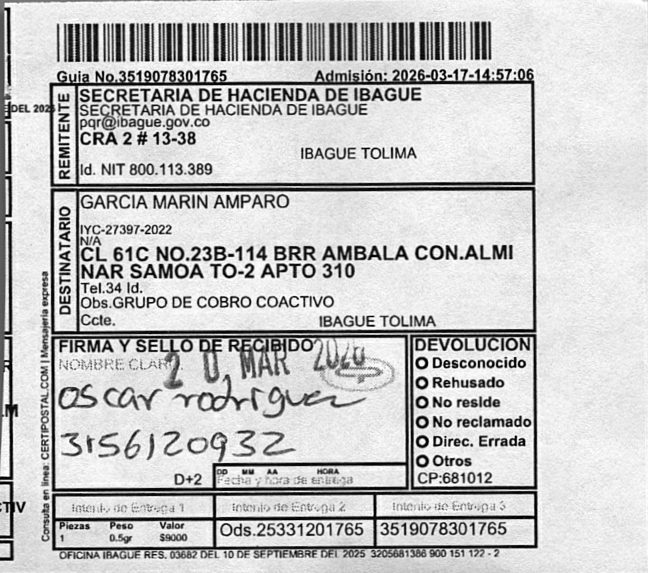 Guia No.3519078301765 Admisión: 2026-03-17-14:57:06
REMITENTE
SECRETARIA DE HACIENDA DE IBAGUE
SECRETARIA DE HACIENDA DE IBAGUE
pqr@ibague.gov.co
CRA 2 # 13-38
IBAGUE TOLIMA
Id. NIT 800.113.389
DESTINATARIO
GARCIA MARIN AMPARO
IYC-27397-2022
N/A
CL 61C NO.23B-114 BRR AMBALA CON.ALMI
NAR SAMOA TO-2 APTO 310
Tel.34 Id.
Obs.GRUPO DE COBRO COACTIVO
Ccte. IBAGUE TOLIMA
FIRMA Y SELLO DE RECIBIDO
NOMBRE CLARO
20 MAR 2026
oscar rodriguez
3156120932
D+2
DD MM AA HORA
Fecha y hora de entrega
DEVOLUCION
Desconocido
Rehusado
No reside
No reclamado
Direc. Errada
Otros
CP:681012
Intento de Entrega 1 Intento de Entrega 2 Intento de Entrega 3
Piezas Peso Valor
1 0.5gr $9000
Ods.25331201765 3519078301765
OFICINA IBAGUE RES. 03682 DEL 10 DE SEPTIEMBRE DEL 2025 3205681386 900 151 122 - 2
Consulta en linea: CERTIPOSTAL.COM | Mensajeria expresa
E DEL 2025